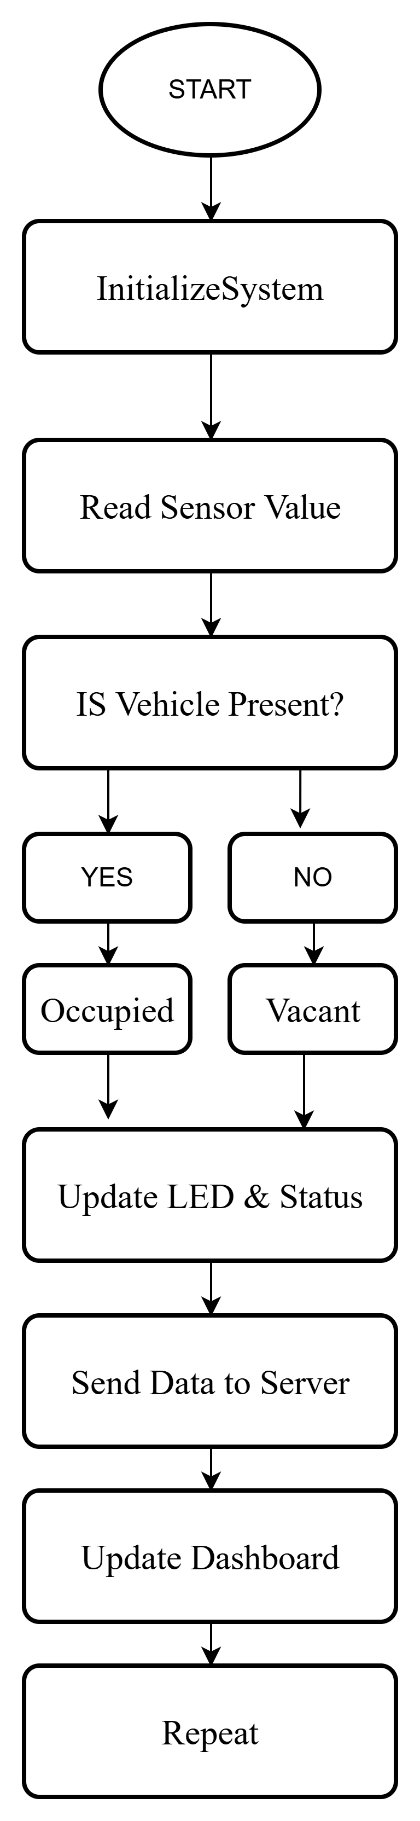 START
InitializeSystem
Read Sensor Value
IS Vehicle Present?
YES
NO
Occupied
Vacant
Update LED & Status
Send Data to Server
Update Dashboard
Repeat